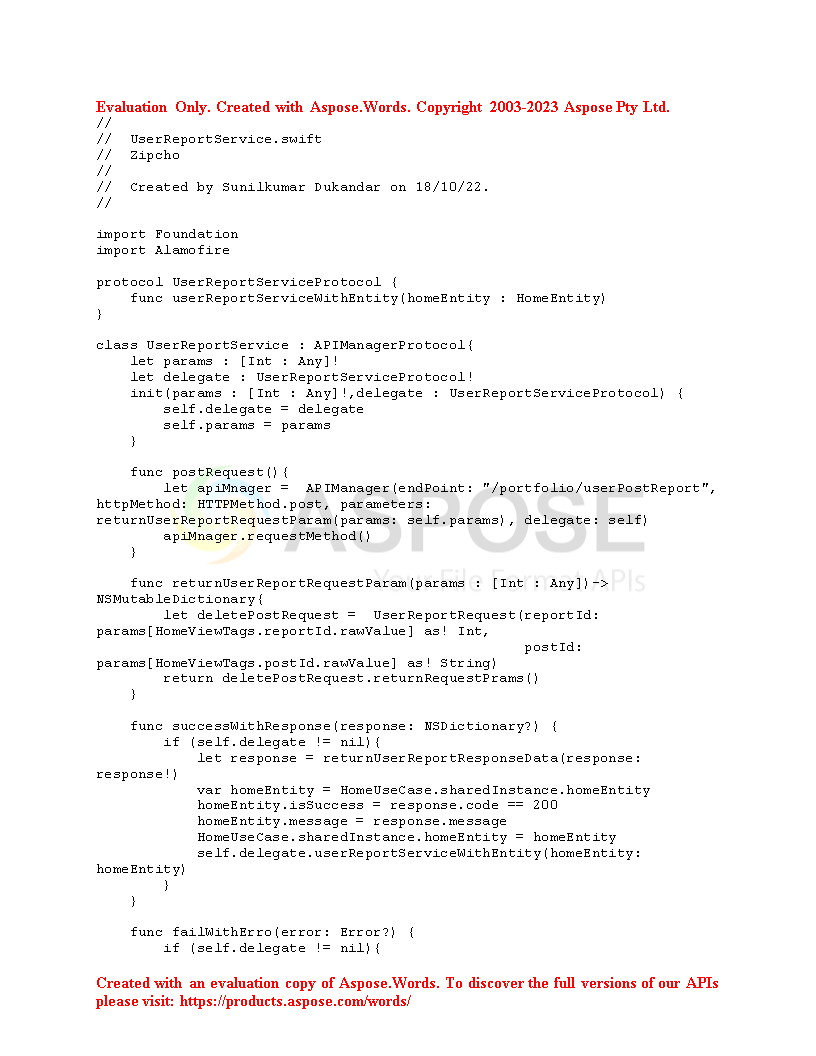 Evaluation Only. Created with Aspose.Words. Copyright 2003-2023 Aspose Pty Ltd.
//
//  UserReportService.swift
//  Zipcho
//
//  Created by Sunilkumar Dukandar on 18/10/22.
//
import Foundation
import Alamofire
protocol UserReportServiceProtocol {
    func userReportServiceWithEntity(homeEntity : HomeEntity)
}
class UserReportService : APIManagerProtocol{
    let params : [Int : Any]!
    let delegate : UserReportServiceProtocol!
    init(params : [Int : Any]!,delegate : UserReportServiceProtocol) {
        self.delegate = delegate
        self.params = params
    }
    func postRequest(){
        let apiMnager =  APIManager(endPoint: "/portfolio/userPostReport",
httpMethod: HTTPMethod.post, parameters:
returnUserReportRequestParam(params: self.params), delegate: self)
        apiMnager.requestMethod()
    }
ASPOSE
Your File Format APIs
    func returnUserReportRequestParam(params : [Int : Any])->
NSMutableDictionary{
        let deletePostRequest =  UserReportRequest(reportId:
params[HomeViewTags.reportId.rawValue] as! Int,
                                                   postId:
params[HomeViewTags.postId.rawValue] as! String)
        return deletePostRequest.returnRequestPrams()
    }
    func successWithResponse(response: NSDictionary?) {
        if (self.delegate != nil){
            let response = returnUserReportResponseData(response:
response!)
            var homeEntity = HomeUseCase.sharedInstance.homeEntity
            homeEntity.isSuccess = response.code == 200
            homeEntity.message = response.message
            HomeUseCase.sharedInstance.homeEntity = homeEntity
            self.delegate.userReportServiceWithEntity(homeEntity:
homeEntity)
        }
    }
    func failWithErro(error: Error?) {
        if (self.delegate != nil){
Created with an evaluation copy of Aspose.Words. To discover the full versions of our APIs
please visit: https://products.aspose.com/words/